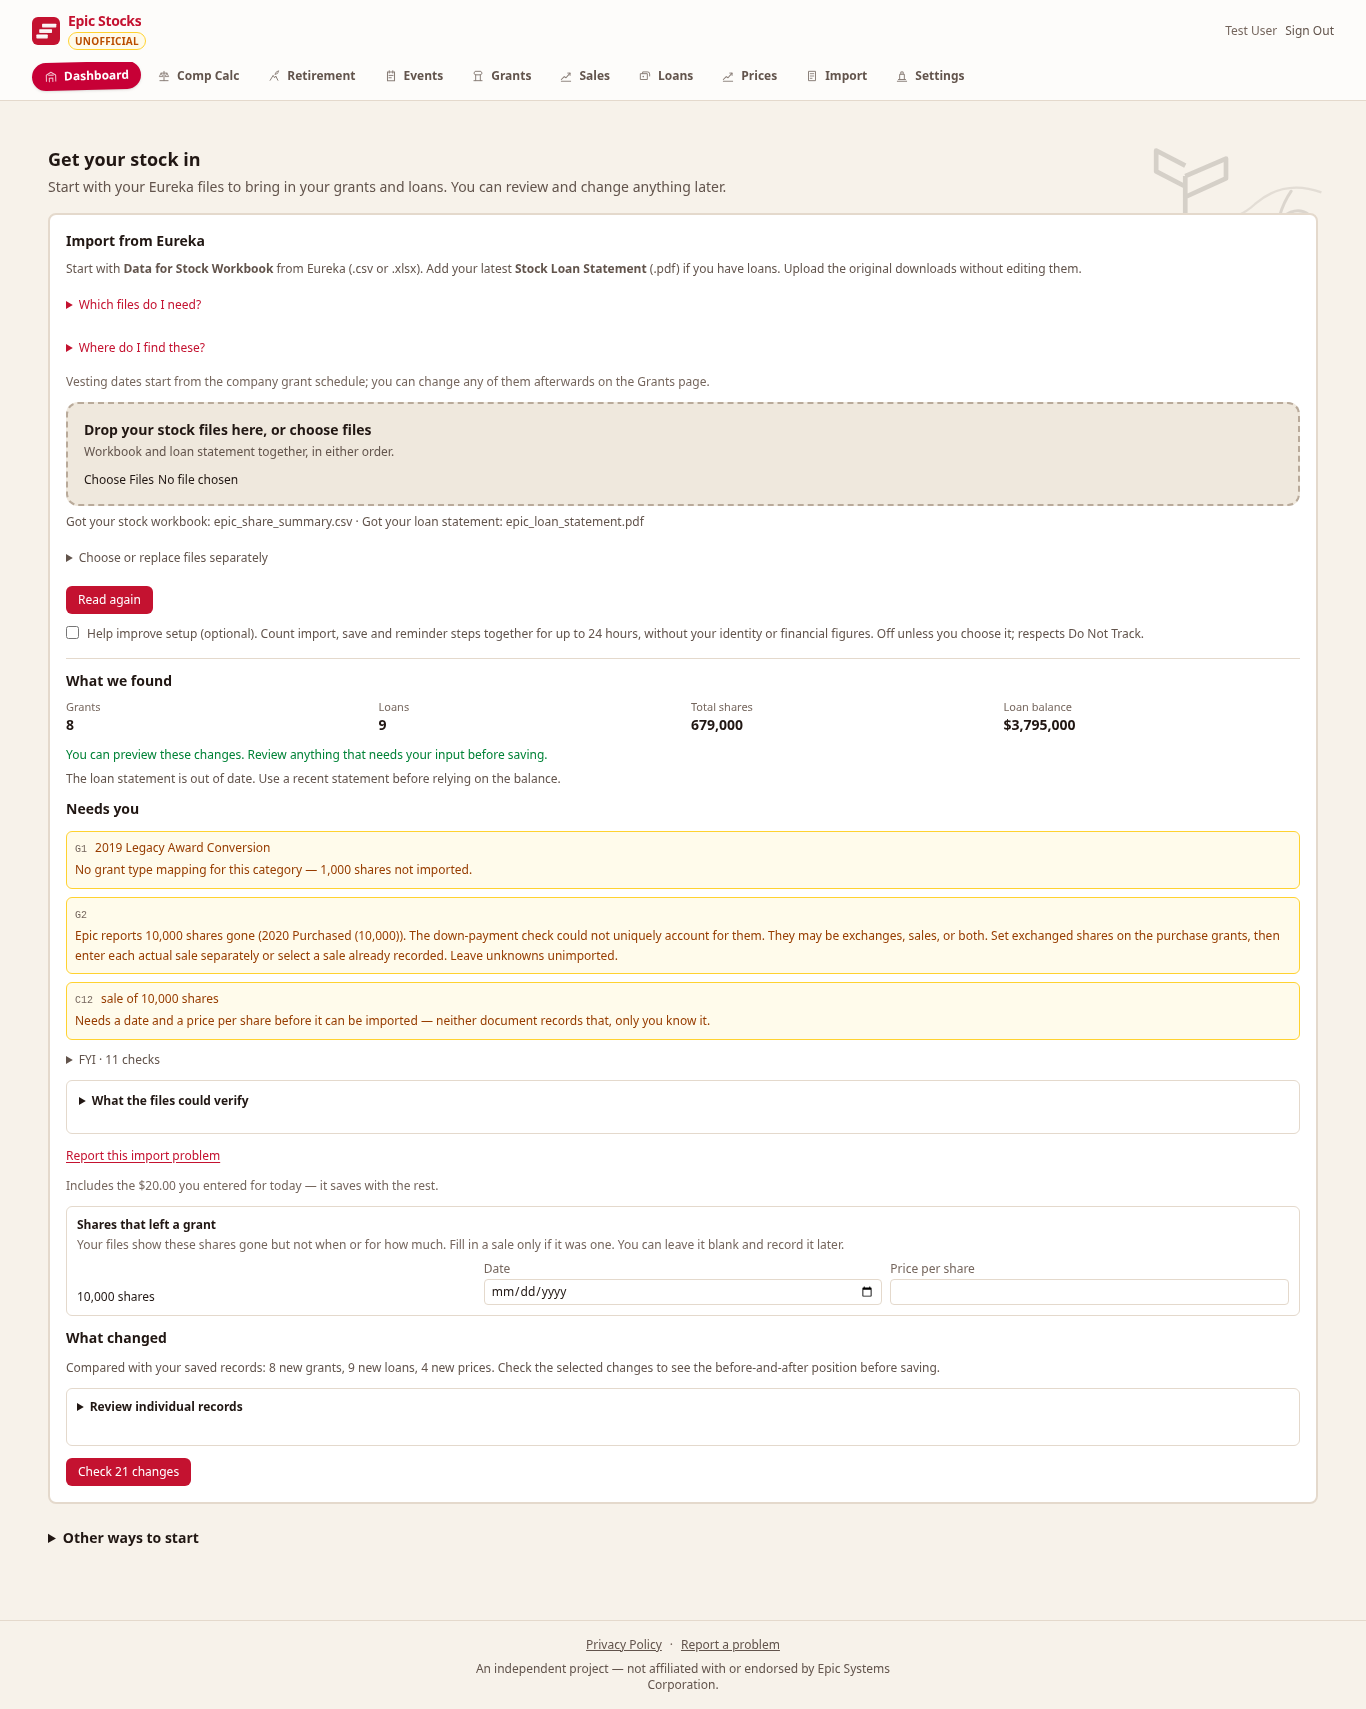 Epic Stocks
UNOFFICIAL
Test User Sign Out
Dashboard Comp Calc Retirement Events Grants Sales Loans Prices Import Settings
Get your stock in
Start with your Eureka files to bring in your grants and loans. You can review and change anything later.
Import from Eureka
Start with Data for Stock Workbook from Eureka (.csv or .xlsx). Add your latest Stock Loan Statement (.pdf) if you have loans. Upload the original downloads without editing them.
Which files do I need?
Where do I find these?
Vesting dates start from the company grant schedule; you can change any of them afterwards on the Grants page.
Drop your stock files here, or choose files
Workbook and loan statement together, in either order.
Choose Files No file chosen
Got your stock workbook: epic_share_summary.csv · Got your loan statement: epic_loan_statement.pdf
Choose or replace files separately
Read again
Help improve setup (optional). Count import, save and reminder steps together for up to 24 hours, without your identity or financial figures. Off unless you choose it; respects Do Not Track.
What we found
Grants Loans Total shares Loan balance
8 9 679,000 $3,795,000
You can preview these changes. Review anything that needs your input before saving.
The loan statement is out of date. Use a recent statement before relying on the balance.
Needs you
G1 2019 Legacy Award Conversion
No grant type mapping for this category — 1,000 shares not imported.
G2
Epic reports 10,000 shares gone (2020 Purchased (10,000)). The down-payment check could not uniquely account for them. They may be exchanges, sales, or both. Set exchanged shares on the purchase grants, then
enter each actual sale separately or select a sale already recorded. Leave unknowns unimported.
C12 sale of 10,000 shares
Needs a date and a price per share before it can be imported — neither document records that, only you know it.
FYI · 11 checks
What the files could verify
Report this import problem
Includes the $20.00 you entered for today — it saves with the rest.
Shares that left a grant
Your files show these shares gone but not when or for how much. Fill in a sale only if it was one. You can leave it blank and record it later.
Date Price per share
10,000 shares mm/dd/yyyy
What changed
Compared with your saved records: 8 new grants, 9 new loans, 4 new prices. Check the selected changes to see the before-and-after position before saving.
Review individual records
Check 21 changes
Other ways to start
Privacy Policy · Report a problem
An independent project — not affiliated with or endorsed by Epic Systems
Corporation.